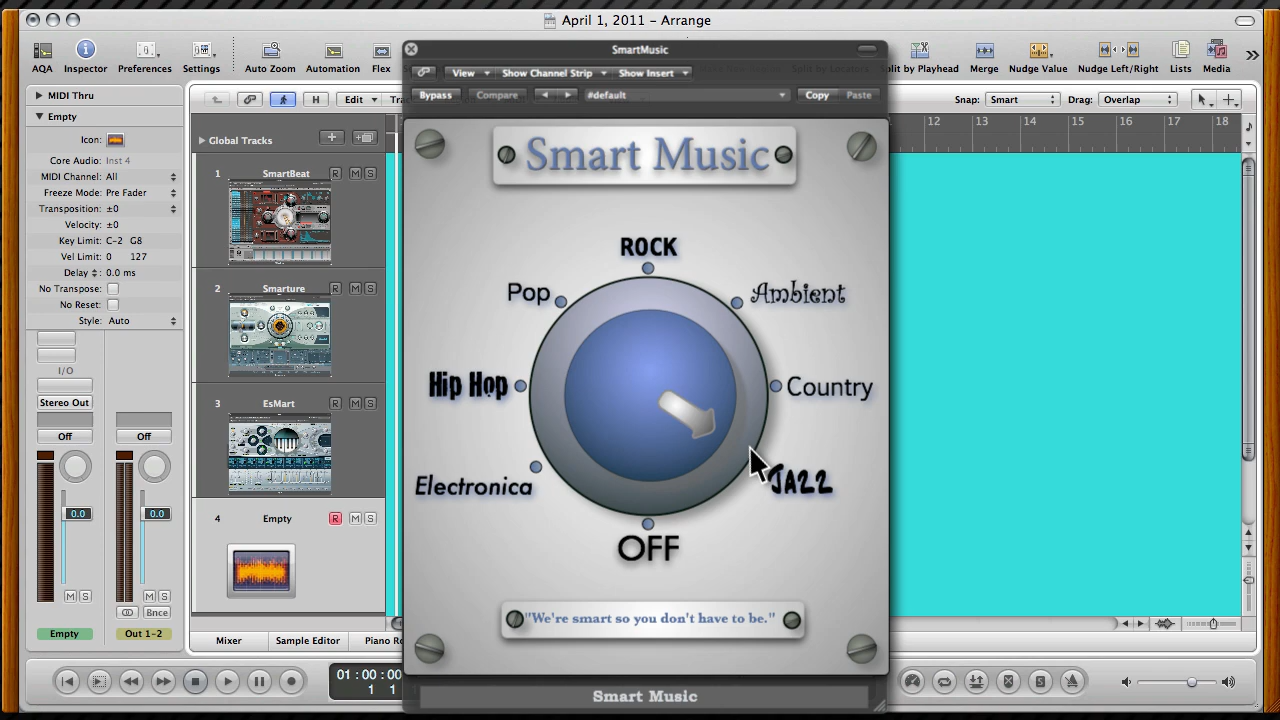 April 1, 2011 – Arrange
AQA
Inspector
Preferences
Settings
Auto Zoom
Automation
Flex
Split by Playhead
Merge
Nudge Value
Nudge Left/Right
Lists
Media
SmartMusic
View
Show Channel Strip
Show Insert
Bypass
Compare
#default
Copy
Paste
MIDI Thru
Empty
Icon:
Core Audio: Inst 4
MIDI Channel: All
Freeze Mode: Pre Fader
Transposition: ±0
Velocity: ±0
Key Limit: C-2 G8
Vel Limit: 0 127
Delay : 0.0 ms
No Transpose:
No Reset:
Style: Auto
I/O
Stereo Out
Off
Off
0.0
0.0
M S
M S
Bnce
Empty
Out 1-2
H
Edit
Snap: Smart
Drag: Overlap
Global Tracks
12 13 14 15 16 17 18
1 SmartBeat R M S
2 Smarture R M S
3 EsMart R M S
4 Empty R M S
Smart Music
ROCK
Pop
Ambient
Hip Hop
Country
Electronica
JAZZ
OFF
"We're smart so you don't have to be."
Smart Music
Mixer
Sample Editor
Piano Ro
01:00:00
1 1
S